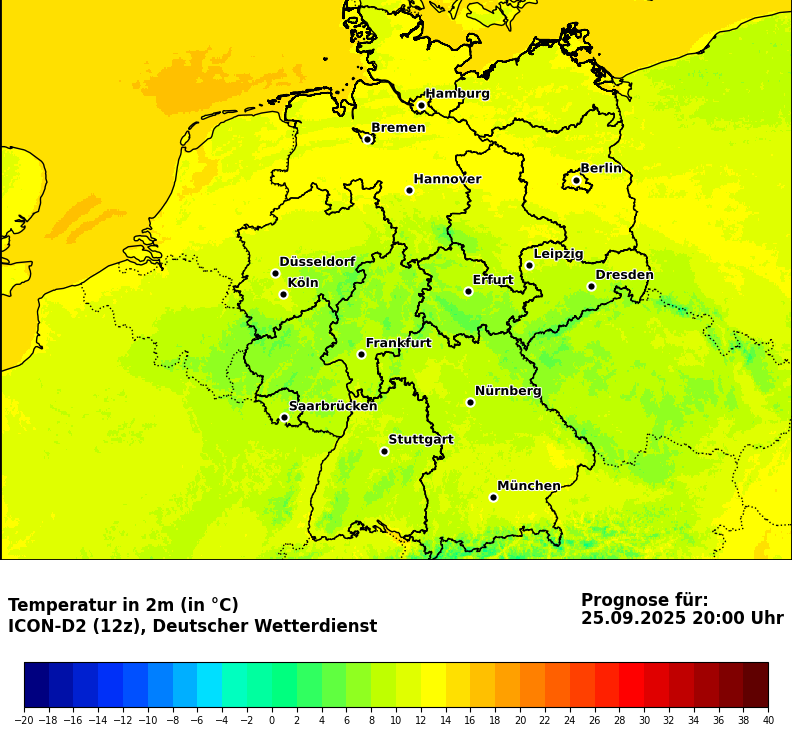 Hamburg
Bremen
Berlin
Hannover
Leipzig
Düsseldorf
Dresden
Köln
Erfurt
Frankfurt
Nürnberg
Saarbrücken
Stuttgart
München
Temperatur in 2m (in °C)
ICON-D2 (12z), Deutscher Wetterdienst
Prognose für:
25.09.2025 20:00 Uhr
−20 −18 −16 −14 −12 −10 −8 −6 −4 −2 0 2 4 6 8 10 12 14 16 18 20 22 24 26 28 30 32 34 36 38 40